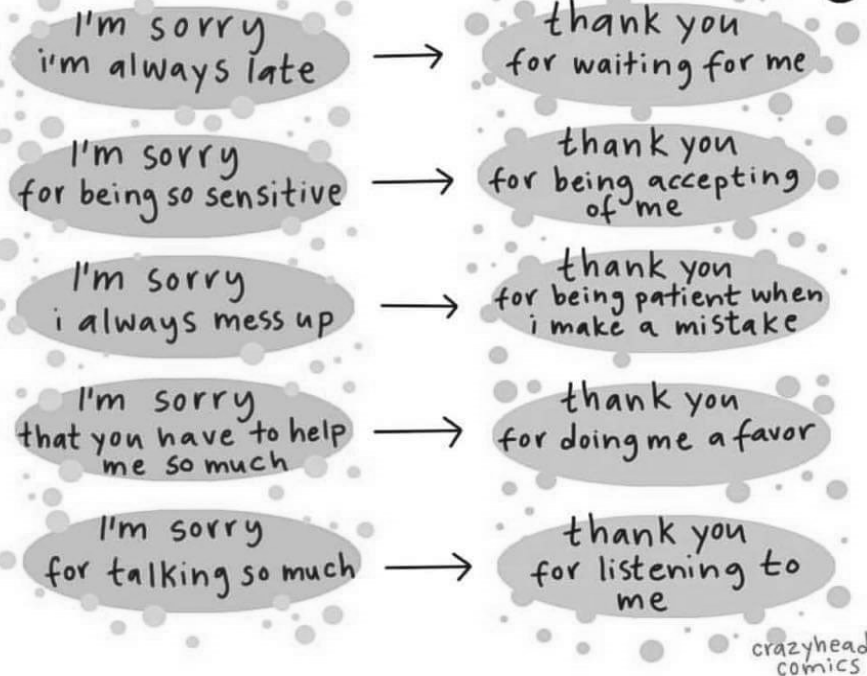 I'm sorry
i'm always late
thank you
for waiting for me
I'm sorry
for being so sensitive
thank you
for being accepting
of me
I'm sorry
i always mess up
thank you
for being patient when
i make a mistake
I'm sorry
that you have to help
me so much
thank you
for doing me a favor
I'm sorry
for talking so much
thank you
for listening to
me
crazyhead
comics